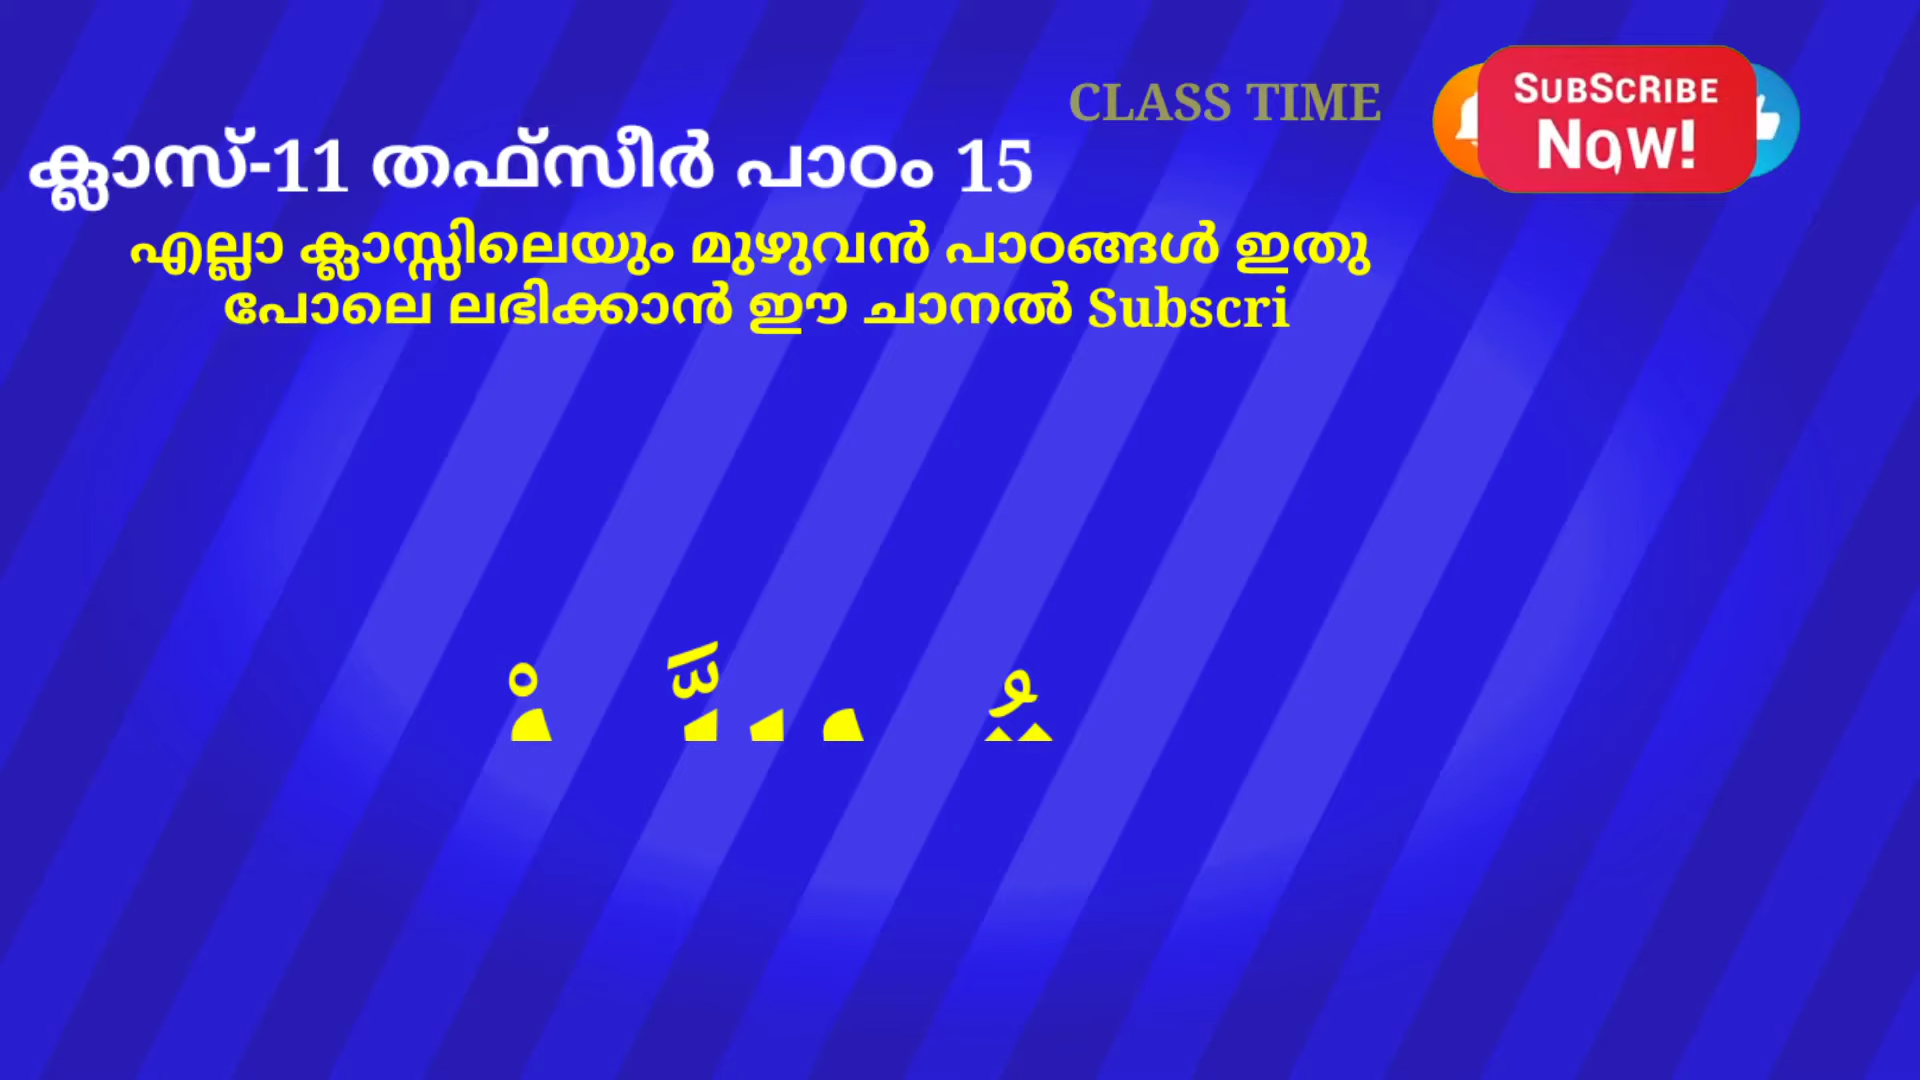 CLASS TIME
SUBSCRIBE
NOW!
ക്ലാസ്-11 തഫ്സീർ പാഠം 15
എല്ലാ ക്ലാസ്സിലെയും മുഴുവൻ പാഠങ്ങൾ ഇതു
പോലെ ലഭിക്കാൻ ഈ ചാനൽ Subscri